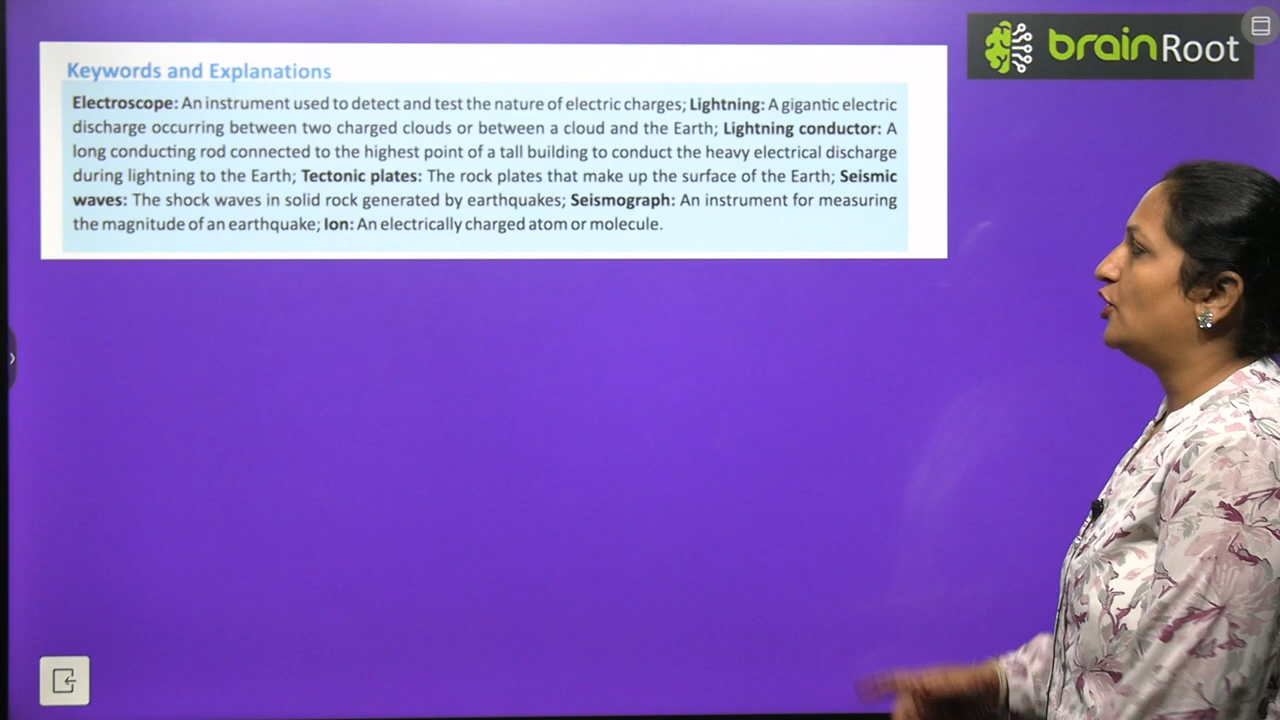 Keywords and Explanations
Electroscope: An instrument used to detect and test the nature of electric charges; Lightning: A gigantic electric
discharge occurring between two charged clouds or between a cloud and the Earth; Lightning conductor: A
long conducting rod connected to the highest point of a tall building to conduct the heavy electrical discharge
during lightning to the Earth; Tectonic plates: The rock plates that make up the surface of the Earth; Seismic
waves: The shock waves in solid rock generated by earthquakes; Seismograph: An instrument for measuring
the magnitude of an earthquake; Ion: An electrically charged atom or molecule.
brainRoot